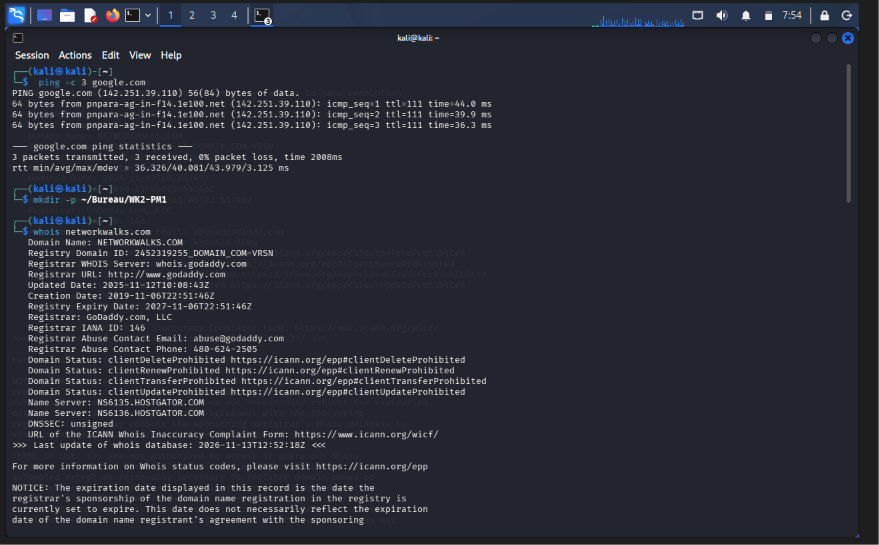 1 2 3 4 3 7:54
kali@kali: ~
Session Actions Edit View Help
┌──(kali㉿kali)-[~]
└─$ ping -c 3 google.com
PING google.com (142.251.39.110) 56(84) bytes of data.
64 bytes from pnpara-ag-in-f14.1e100.net (142.251.39.110): icmp_seq=1 ttl=111 time=44.0 ms
64 bytes from pnpara-ag-in-f14.1e100.net (142.251.39.110): icmp_seq=2 ttl=111 time=39.9 ms
64 bytes from pnpara-ag-in-f14.1e100.net (142.251.39.110): icmp_seq=3 ttl=111 time=36.3 ms
--- google.com ping statistics ---
3 packets transmitted, 3 received, 0% packet loss, time 2008ms
rtt min/avg/max/mdev = 36.326/40.081/43.979/3.125 ms
┌──(kali㉿kali)-[~]
└─$ mkdir -p ~/Bureau/WK2-PM1
┌──(kali㉿kali)-[~]
└─$ whois networkwalks.com
Domain Name: NETWORKWALKS.COM
Registry Domain ID: 2452319255_DOMAIN_COM-VRSN
Registrar WHOIS Server: whois.godaddy.com
Registrar URL: http://www.godaddy.com
Updated Date: 2025-11-12T10:08:43Z
Creation Date: 2019-11-06T22:51:46Z
Registry Expiry Date: 2027-11-06T22:51:46Z
Registrar: GoDaddy.com, LLC
Registrar IANA ID: 146
Registrar Abuse Contact Email: abuse@godaddy.com
Registrar Abuse Contact Phone: 480-624-2505
Domain Status: clientDeleteProhibited https://icann.org/epp#clientDeleteProhibited
Domain Status: clientRenewProhibited https://icann.org/epp#clientRenewProhibited
Domain Status: clientTransferProhibited https://icann.org/epp#clientTransferProhibited
Domain Status: clientUpdateProhibited https://icann.org/epp#clientUpdateProhibited
Name Server: NS6135.HOSTGATOR.COM
Name Server: NS6136.HOSTGATOR.COM
DNSSEC: unsigned
URL of the ICANN Whois Inaccuracy Complaint Form: https://www.icann.org/wicf/
>>> Last update of whois database: 2026-11-13T12:52:18Z <<<
For more information on Whois status codes, please visit https://icann.org/epp
NOTICE: The expiration date displayed in this record is the date the
registrar's sponsorship of the domain name registration in the registry is
currently set to expire. This date does not necessarily reflect the expiration
date of the domain name registrant's agreement with the sponsoring